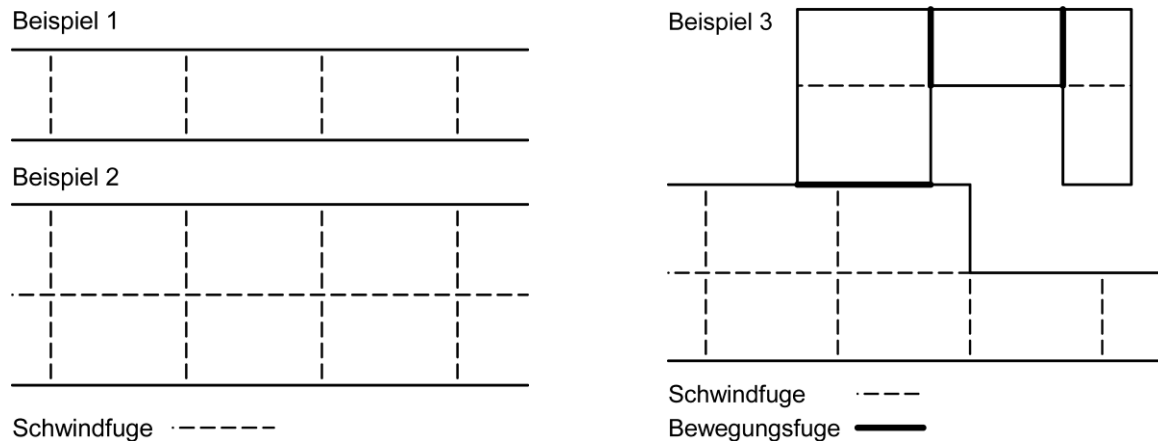 Beispiel 1
Beispiel 2
Schwindfuge
Beispiel 3
Schwindfuge
Bewegungsfuge